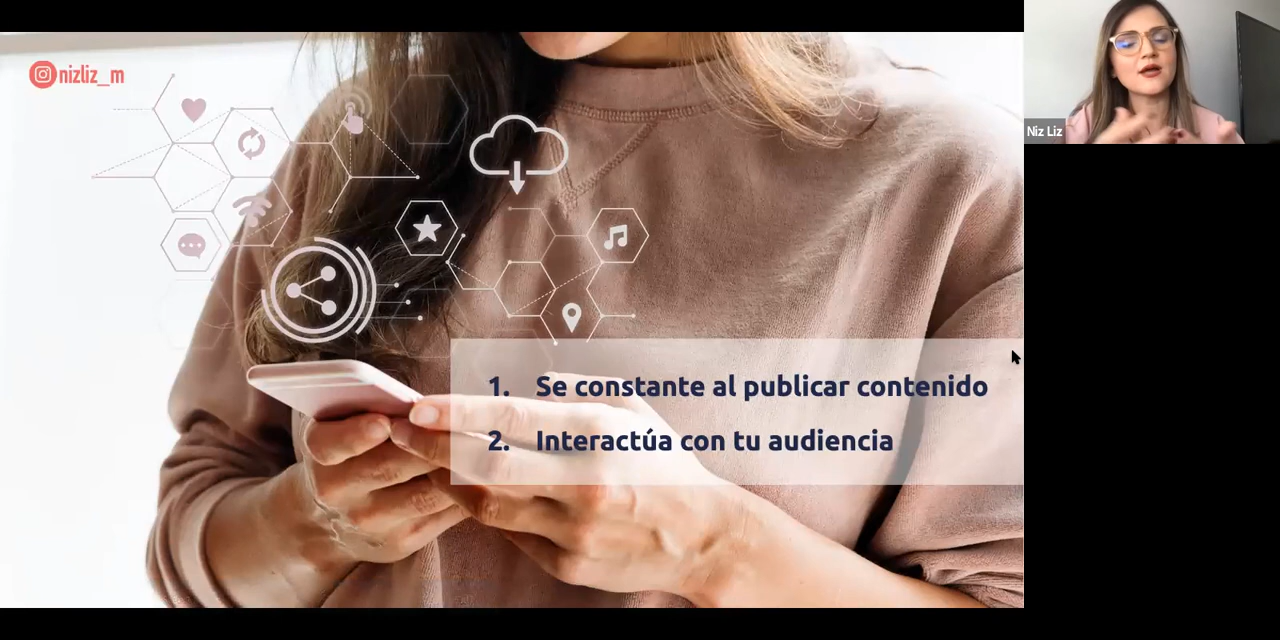 nizliz_m
Niz Liz
1. Se constante al publicar contenido
2. Interactúa con tu audiencia